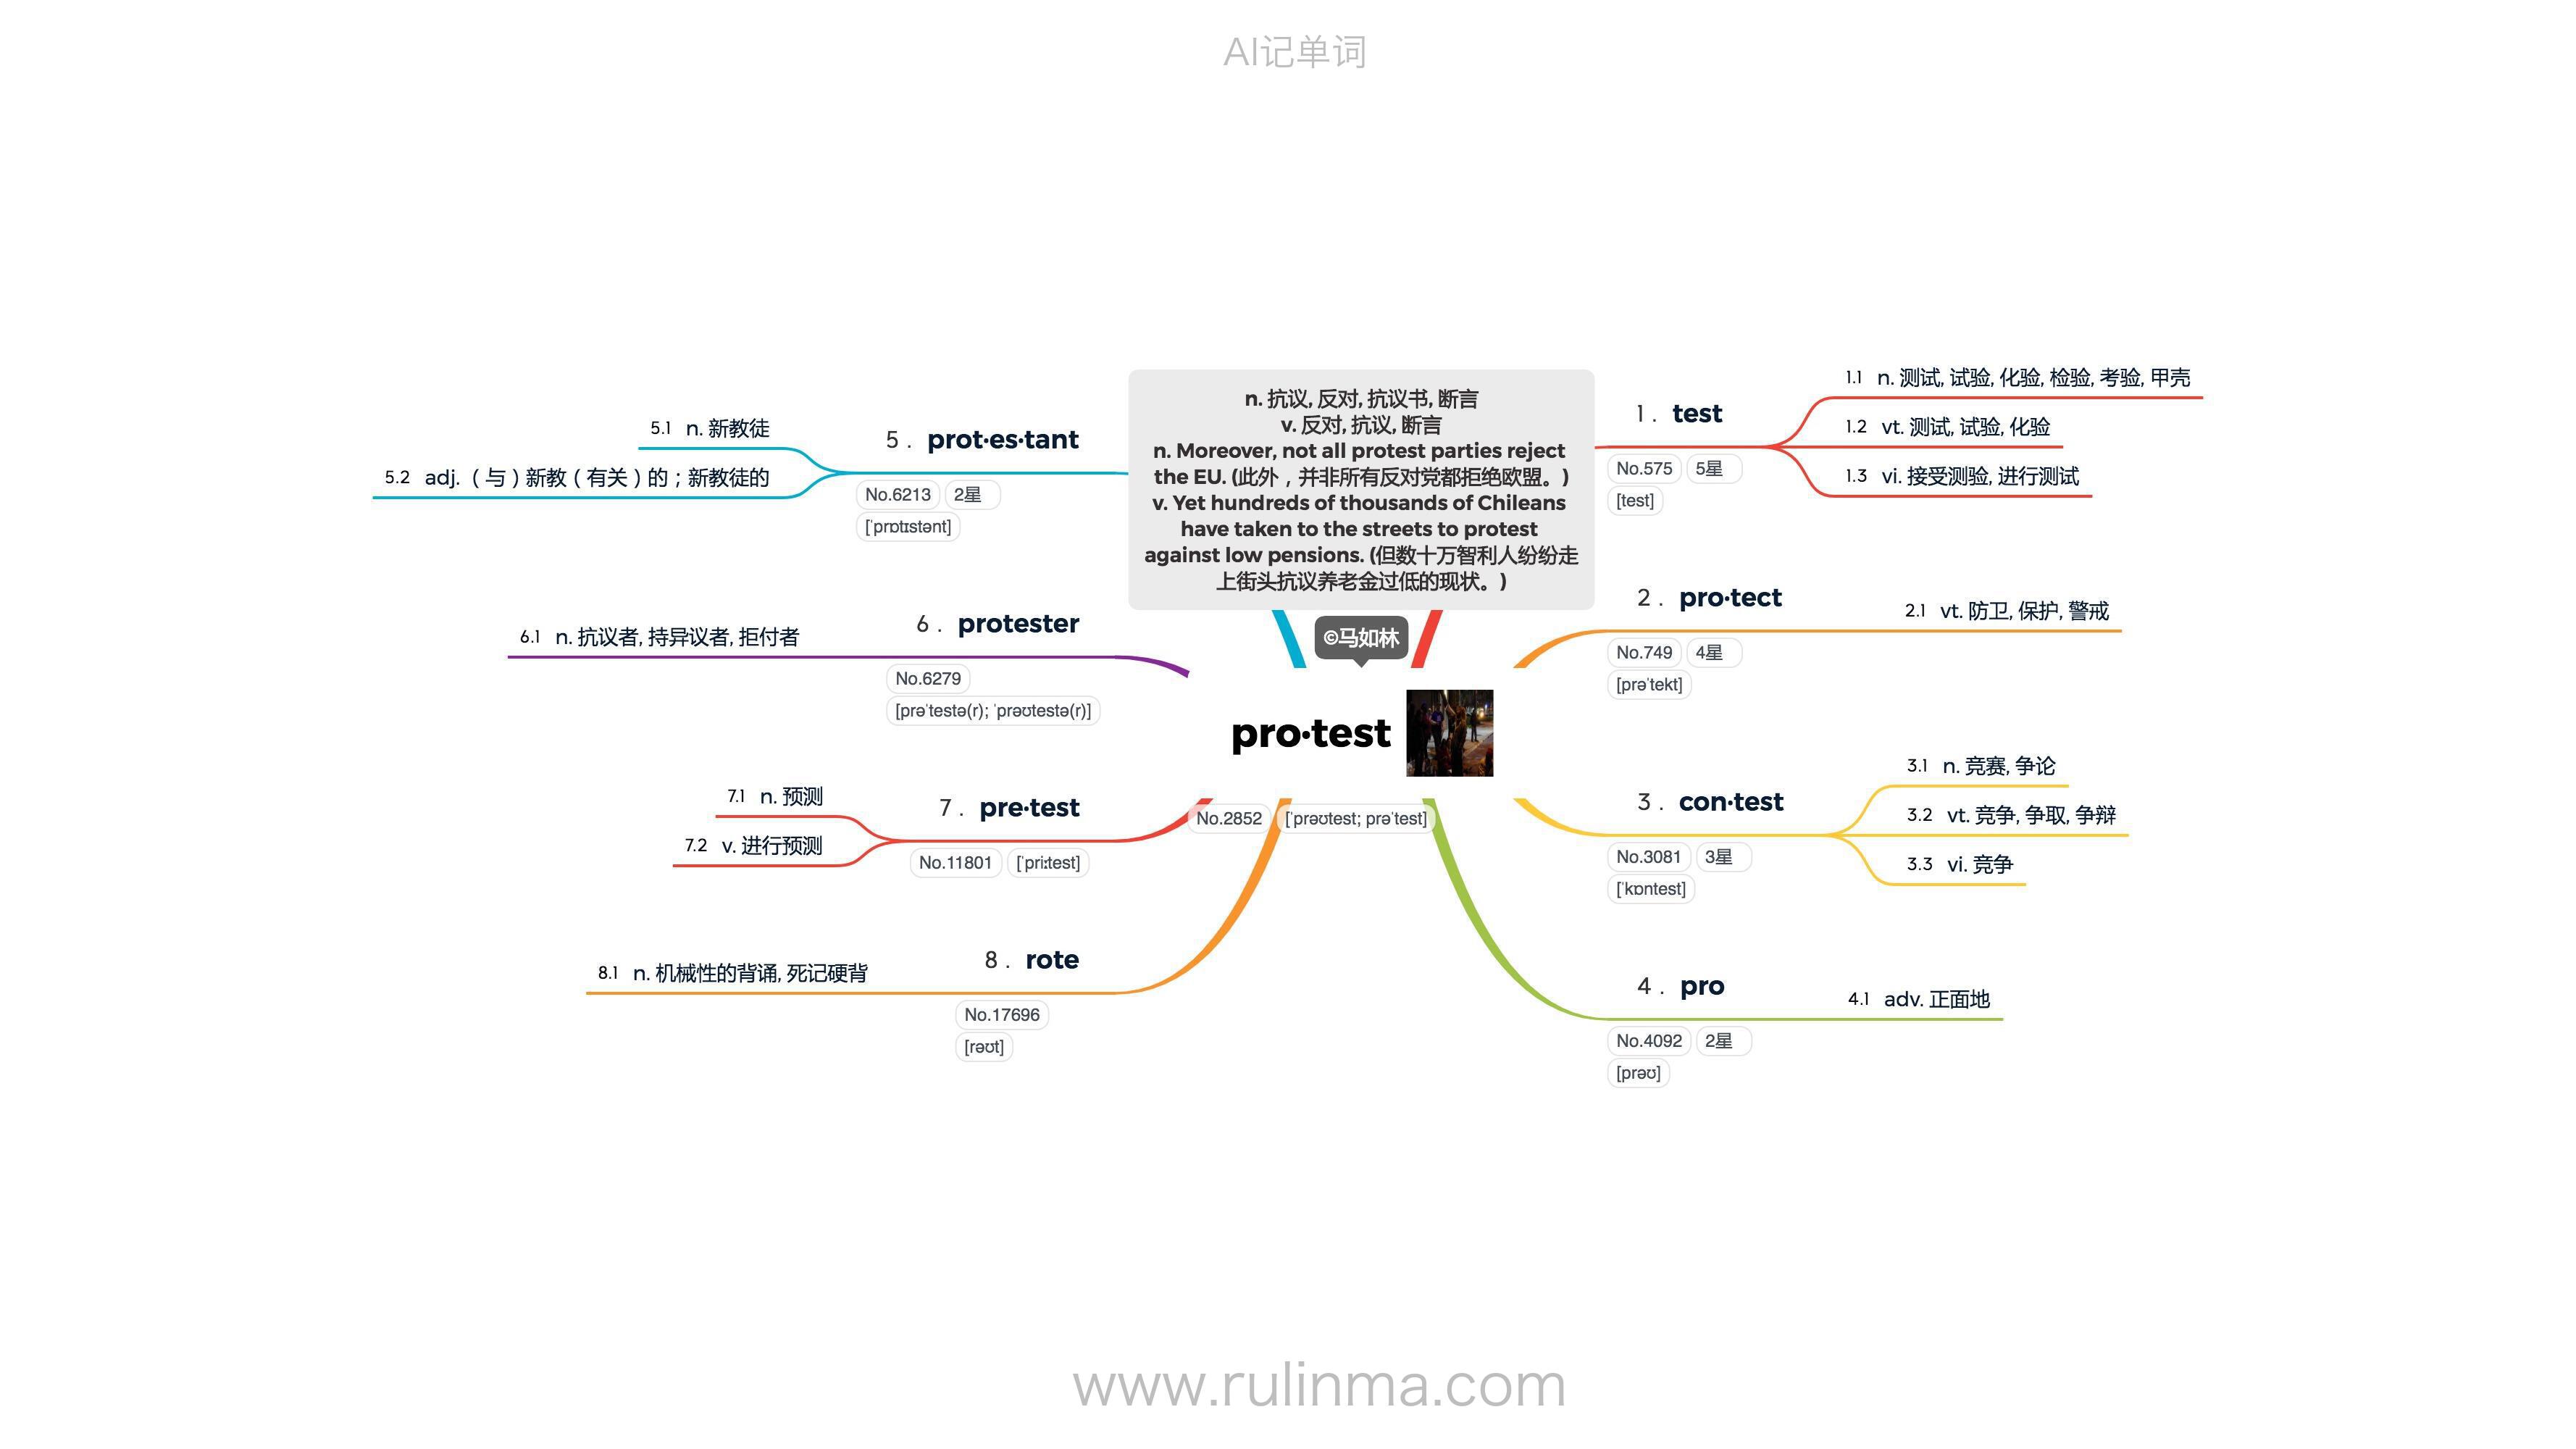 AI记单词
n. 抗议, 反对, 抗议书, 断言
v. 反对, 抗议, 断言
n. Moreover, not all protest parties reject
the EU. (此外，并非所有反对党都拒绝欧盟。)
v. Yet hundreds of thousands of Chileans
have taken to the streets to protest
against low pensions. (但数十万智利人纷纷走
上街头抗议养老金过低的现状。)
©马如林
pro·test
No.2852 [ˈprəʊtest; prəˈtest]
1. test
No.575 5星
[test]
1.1 n. 测试, 试验, 化验, 检验, 考验, 甲壳
1.2 vt. 测试, 试验, 化验
1.3 vi. 接受测验, 进行测试
2. pro·tect
No.749 4星
[prəˈtekt]
2.1 vt. 防卫, 保护, 警戒
3. con·test
No.3081 3星
[ˈkɒntest]
3.1 n. 竞赛, 争论
3.2 vt. 竞争, 争取, 争辩
3.3 vi. 竞争
4. pro
No.4092 2星
[prəʊ]
4.1 adv. 正面地
5. prot·es·tant
No.6213 2星
[ˈprɒtɪstənt]
5.1 n. 新教徒
5.2 adj.（与）新教（有关）的；新教徒的
6. protester
No.6279
[prəˈtestə(r); ˈprəʊtestə(r)]
6.1 n. 抗议者, 持异议者, 拒付者
7. pre·test
No.11801 [ˈpriːtest]
7.1 n. 预测
7.2 v. 进行预测
8. rote
No.17696
[rəʊt]
8.1 n. 机械性的背诵, 死记硬背
www.rulinma.com